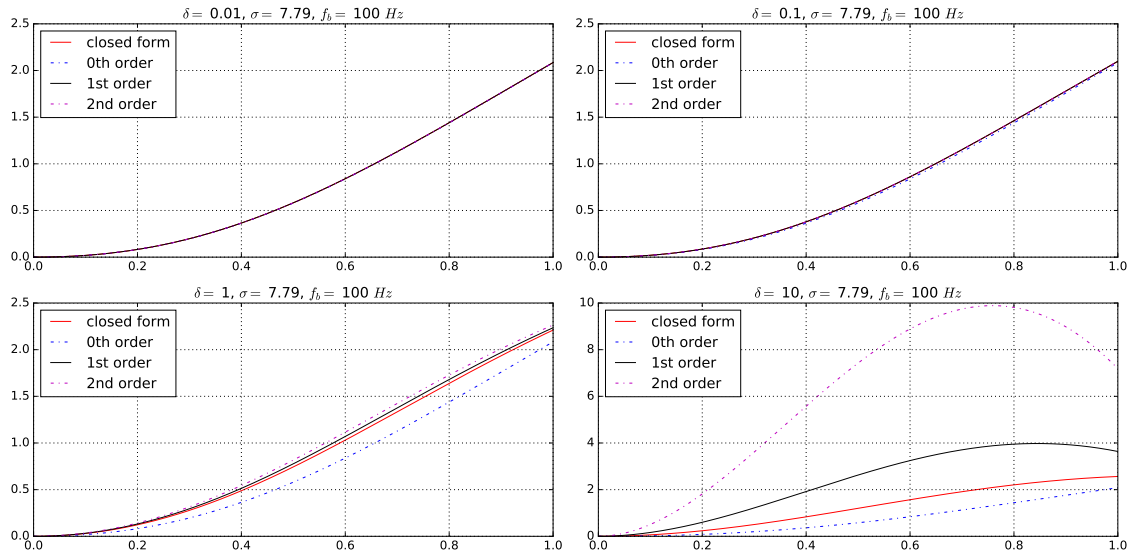 δ = 0.01, σ = 7.79, f_b = 100 Hz
closed form
0th order
1st order
2nd order
2.5
2.0
1.5
1.0
0.5
0.0
0.0 0.2 0.4 0.6 0.8 1.0
δ = 0.1, σ = 7.79, f_b = 100 Hz
closed form
0th order
1st order
2nd order
2.5
2.0
1.5
1.0
0.5
0.0
0.0 0.2 0.4 0.6 0.8 1.0
δ = 1, σ = 7.79, f_b = 100 Hz
closed form
0th order
1st order
2nd order
2.5
2.0
1.5
1.0
0.5
0.0
0.0 0.2 0.4 0.6 0.8 1.0
δ = 10, σ = 7.79, f_b = 100 Hz
closed form
0th order
1st order
2nd order
10
8
6
4
2
0
0.0 0.2 0.4 0.6 0.8 1.0